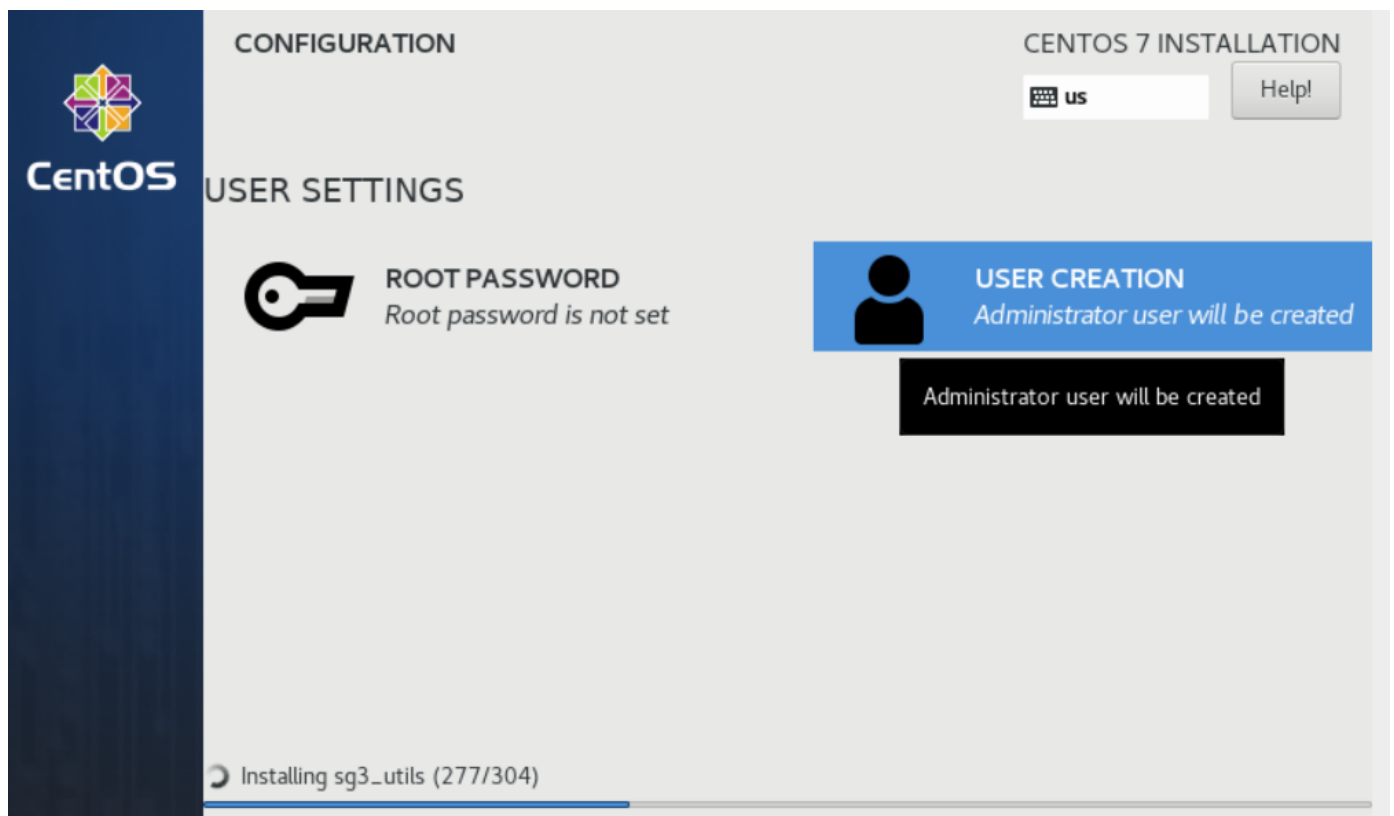 CentOS
CONFIGURATION
CENTOS 7 INSTALLATION
us
Help!
USER SETTINGS
ROOT PASSWORD
Root password is not set
USER CREATION
Administrator user will be created
Administrator user will be created
Installing sg3_utils (277/304)